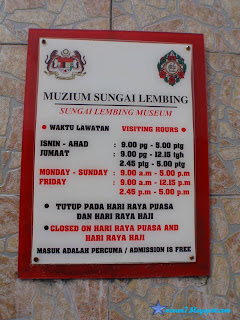 MUZIUM SUNGAI LEMBING
SUNGAI LEMBING MUSEUM
WAKTU LAWATAN VISITING HOURS
ISNIN - AHAD : 9.00 pg - 5.00 ptg
JUMAAT : 9.00 pg - 12.15 tgh
2.45 ptg - 5.00 ptg
MONDAY - SUNDAY : 9.00 a.m - 5.00 p.m
FRIDAY : 9.00 a.m - 12.15 p.m
2.45 p.m - 5.00 p.m
TUTUP PADA HARI RAYA PUASA
DAN HARI RAYA HAJI
CLOSED ON HARI RAYA PUASA AND
HARI RAYA HAJI
MASUK ADALAH PERCUMA / ADMISSION IS FREE